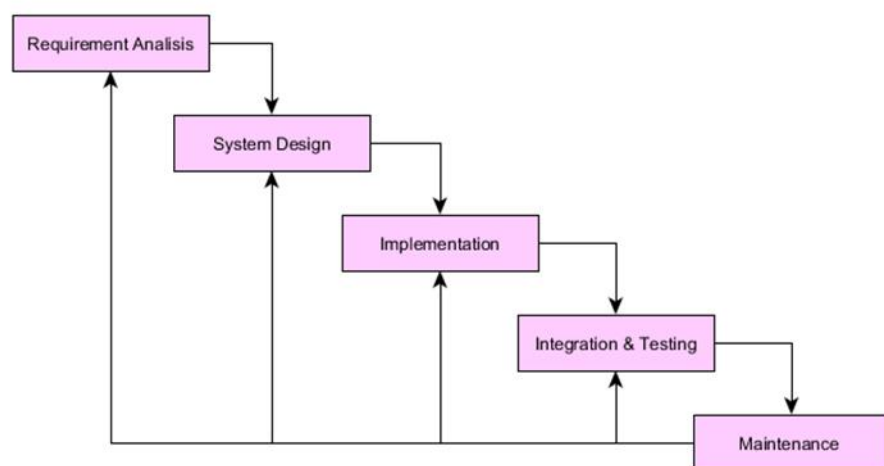 Requirement Analisis
System Design
Implementation
Integration & Testing
Maintenance